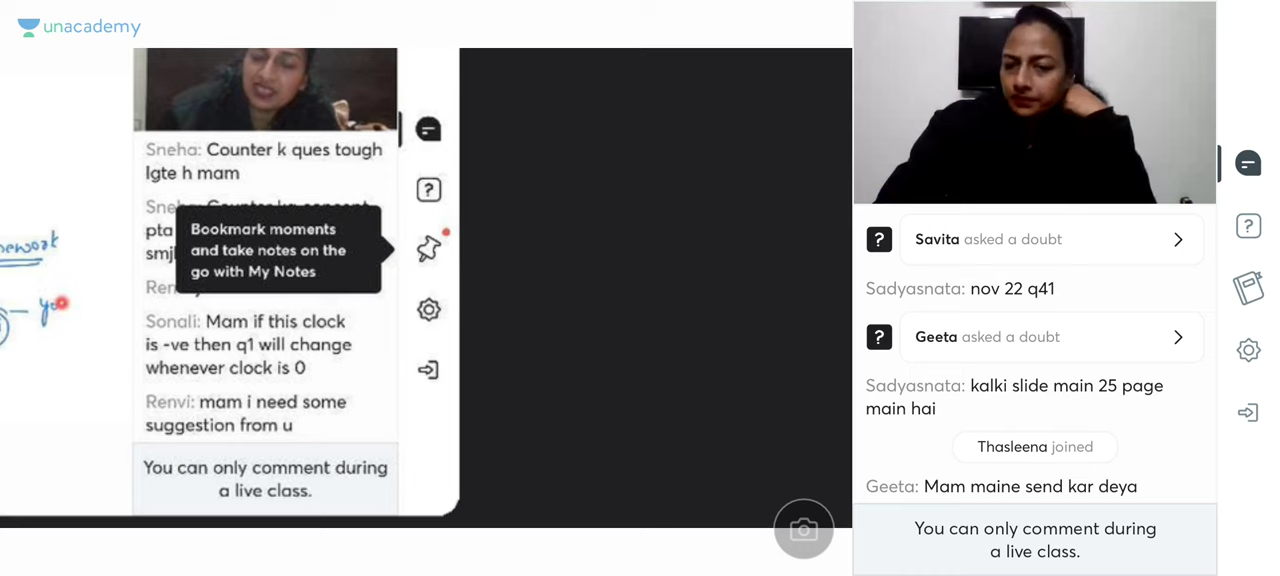 unacademy
Sneha: Counter k ques tough
lgte h mam
pta
Bookmark moments
and take notes on the
go with My Notes
Sonali: Mam if this clock
is -ve then q1 will change
whenever clock is 0
Renvi: mam i need some
suggestion from u
You can only comment during
a live class.
Savita asked a doubt
Sadyasnata: nov 22 q41
Geeta asked a doubt
Sadyasnata: kalki slide main 25 page
main hai
Thasleena joined
Geeta: Mam maine send kar deya
You can only comment during
a live class.